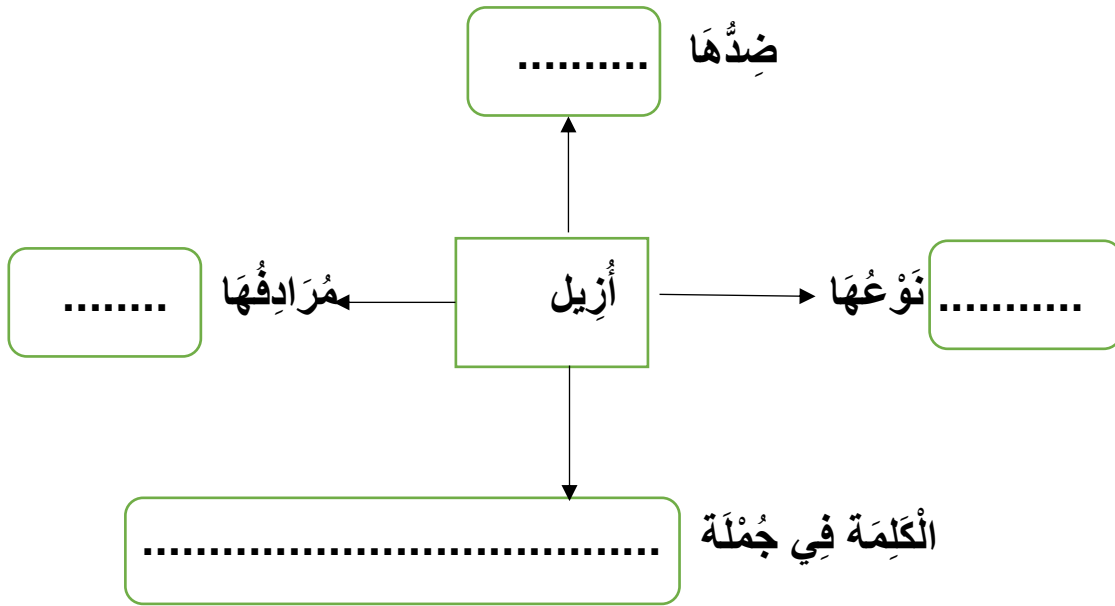 ضِدُّهَا ..........
نَوْعُهَا ...........
أُزِيل
مُرَادِفُهَا ........
الْكَلِمَة فِي جُمْلَة .......................................